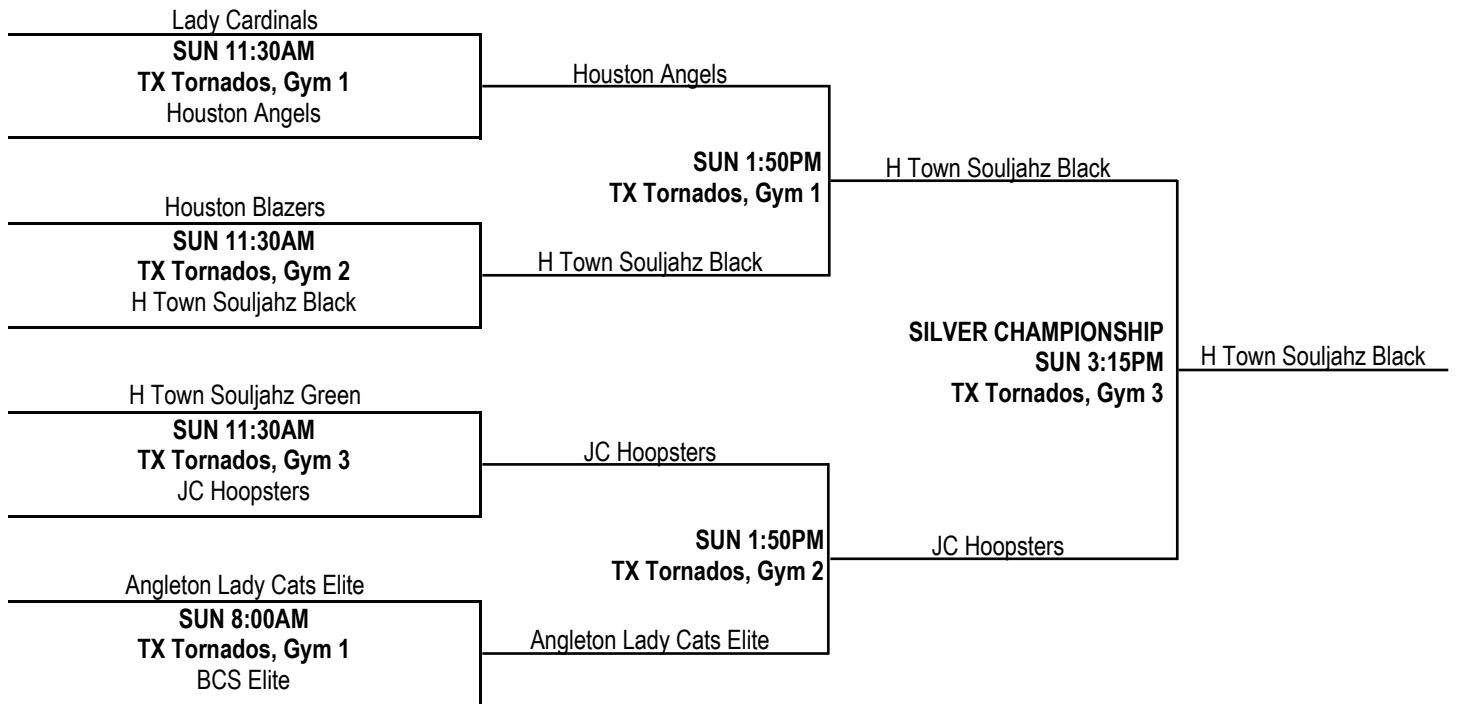 Lady Cardinals
SUN 11:30AM
TX Tornados, Gym 1
Houston Angels
Houston Blazers
SUN 11:30AM
TX Tornados, Gym 2
H Town Souljahz Black
H Town Souljahz Green
SUN 11:30AM
TX Tornados, Gym 3
JC Hoopsters
Angleton Lady Cats Elite
SUN 8:00AM
TX Tornados, Gym 1
BCS Elite
Houston Angels
SUN 1:50PM
TX Tornados, Gym 1
H Town Souljahz Black
JC Hoopsters
SUN 1:50PM
TX Tornados, Gym 2
Angleton Lady Cats Elite
H Town Souljahz Black
SILVER CHAMPIONSHIP
SUN 3:15PM
TX Tornados, Gym 3
JC Hoopsters
H Town Souljahz Black